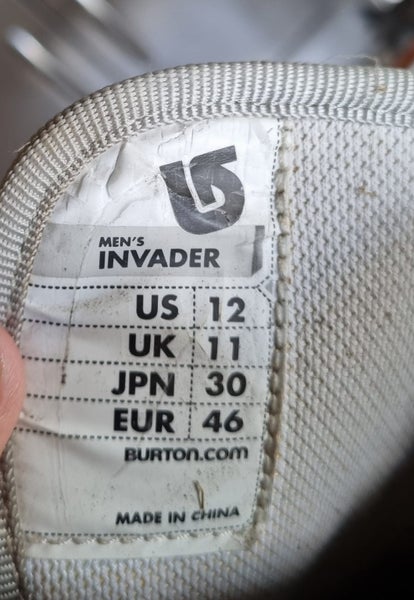 MEN'S
INVADER
US 12
UK 11
JPN 30
EUR 46
BURTON.COM
MADE IN CHINA